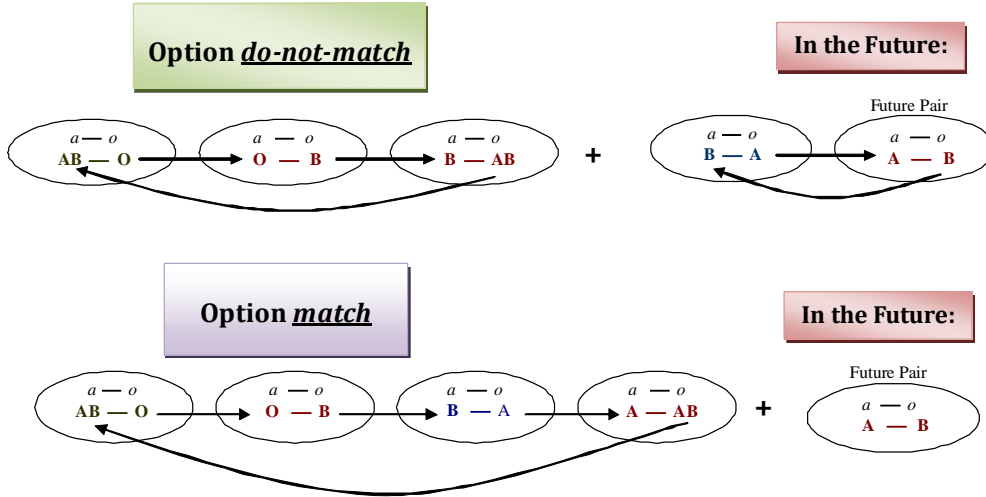 Option do-not-match
In the Future:
Future Pair
a — o a — o a — o a — o a — o
AB — O O — B B — AB + B — A A — B
Option match
In the Future:
Future Pair
a — o a — o a — o a — o a — o
AB — O O — B B — A A — AB + A — B